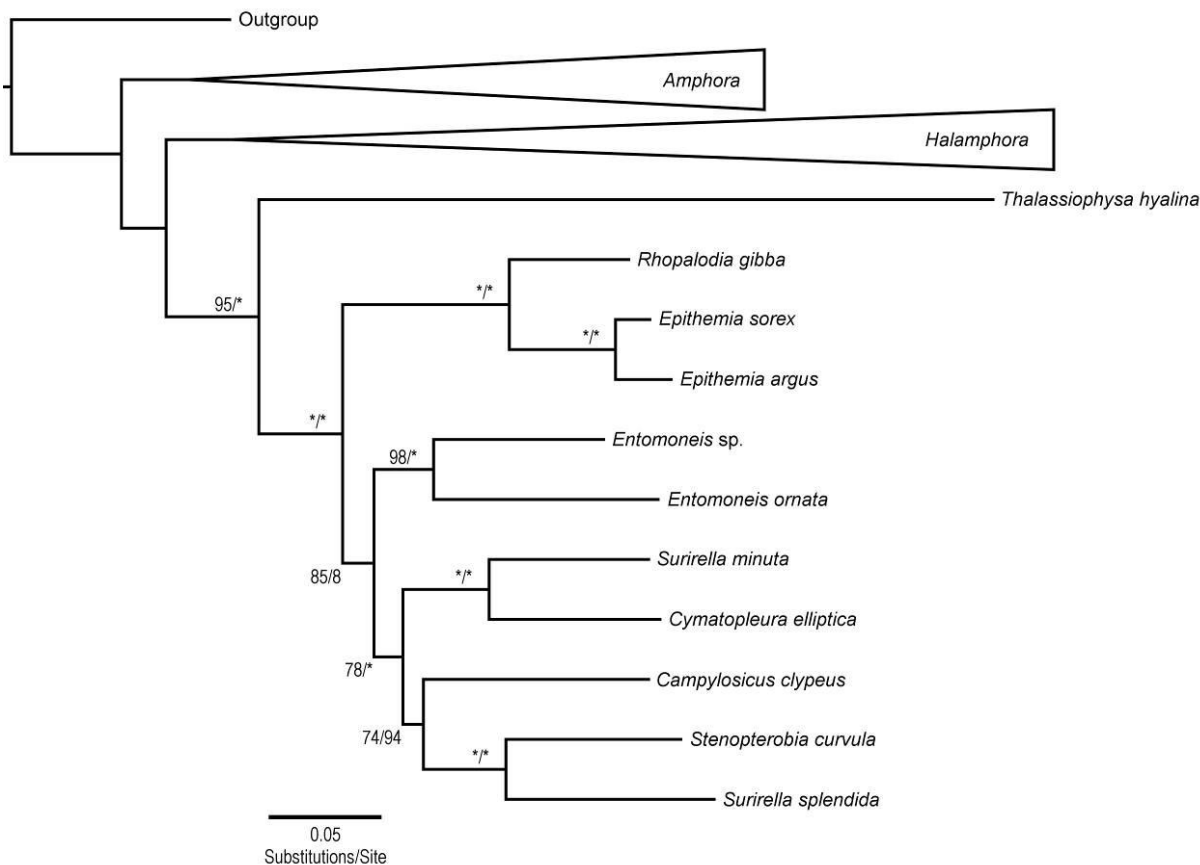 Outgroup
Amphora
Halamphora
Thalassiophysa hyalina
Rhopalodia gibba
95/*
*/*
Epithemia sorex
*/*
Epithemia argus
*/*
Entomoneis sp.
98/*
Entomoneis ornata
Surirella minuta
85/8
*/*
Cymatopleura elliptica
78/*
Campylosicus clypeus
74/94
Stenopterobia curvula
*/*
Surirella splendida
0.05
Substitutions/Site